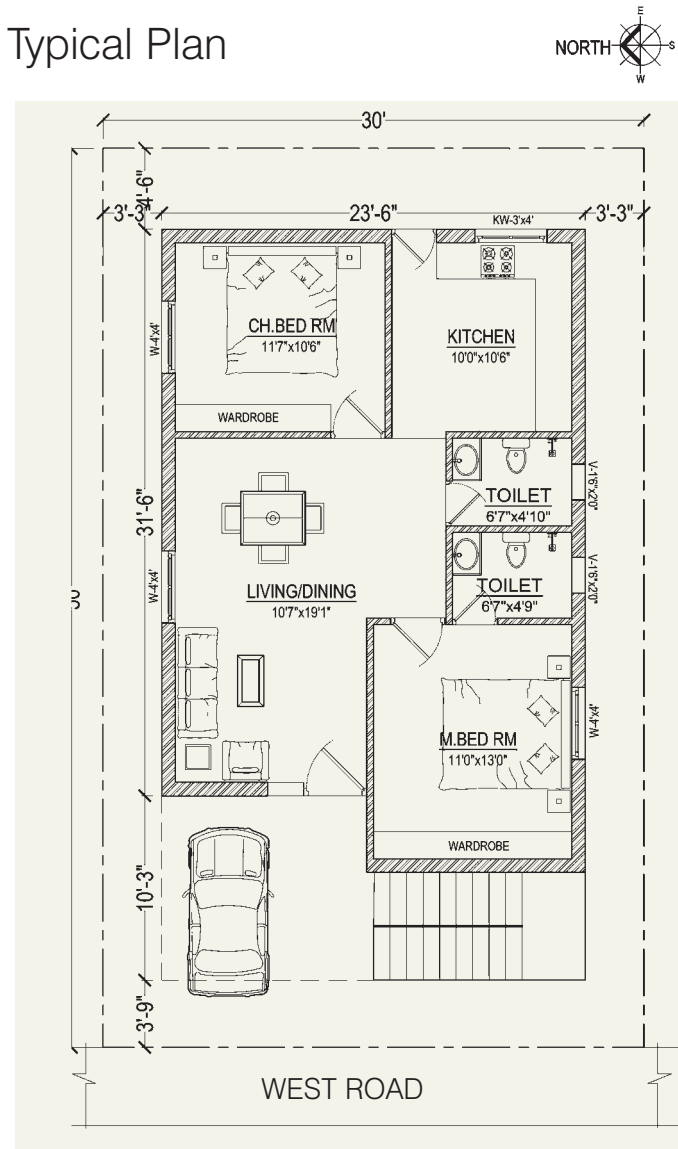 Typical Plan
E
NORTH
S
W
30'
4'-6"
3'-3"
23'-6"
3'-3"
KW-3'x4'
CH.BED RM
11'7"x10'6"
W-4'x4'
KITCHEN
10'0"x10'6"
WARDROBE
TOILET
6'7"x4'10"
V-1'6"x2'0"
31'-6"
W-4'x4'
LIVING/DINING
10'7"x19'1"
TOILET
6'7"x4'9"
V-1'6"x2'0"
M.BED RM
11'0"x13'0"
W-4'x4'
WARDROBE
10'-3"
3'-9"
WEST ROAD